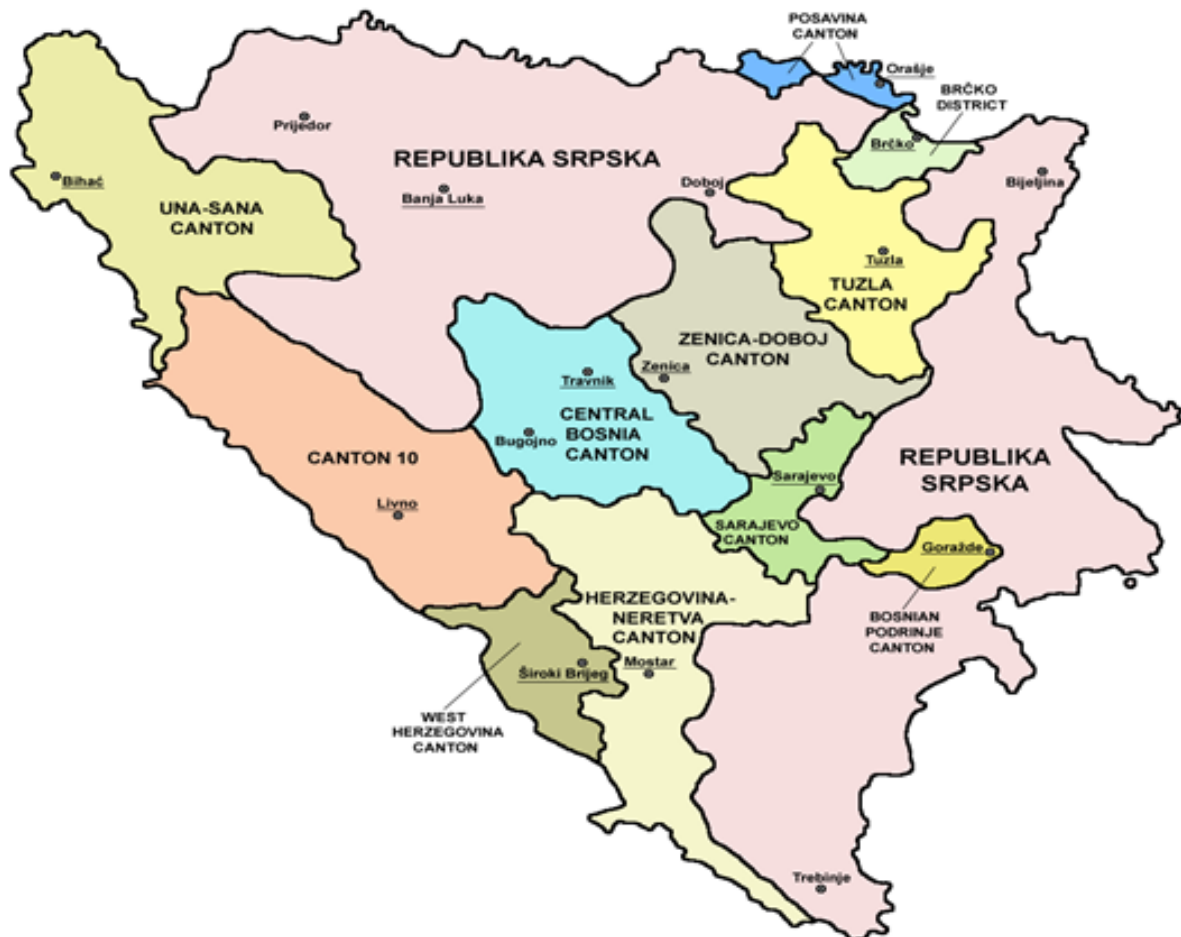 POSAVINA
CANTON
Orašje
BRČKO
DISTRICT
Prijedor
Brčko
REPUBLIKA SRPSKA
Bihać
Banja Luka
Doboj
Bijeljina
UNA-SANA
CANTON
Tuzla
TUZLA
CANTON
ZENICA-DOBOJ
CANTON
Zenica
Travnik
CENTRAL
BOSNIA
CANTON
Bugojno
CANTON 10
REPUBLIKA
SRPSKA
Sarajevo
Livno
SARAJEVO
CANTON
Goražde
HERZEGOVINA-
NERETVA
CANTON
BOSNIAN
PODRINJE
CANTON
Široki Brijeg
Mostar
WEST
HERZEGOVINA
CANTON
Trebinje